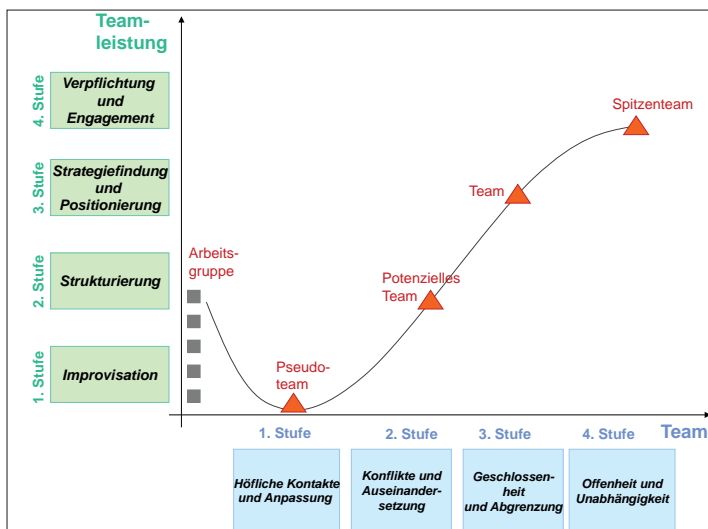 Team-
leistung
4. Stufe
Verpflichtung
und
Engagement
3. Stufe
Strategiefindung
und
Positionierung
2. Stufe
Strukturierung
1. Stufe
Improvisation
Arbeits-
gruppe
Pseudo-
team
Potenzielles
Team
Team
Spitzenteam
1. Stufe
2. Stufe
3. Stufe
4. Stufe
Team
Höfliche Kontakte
und Anpassung
Konflikte und
Auseinander-
setzung
Geschlossen-
heit
und Abgrenzung
Offenheit und
Unabhängigkeit